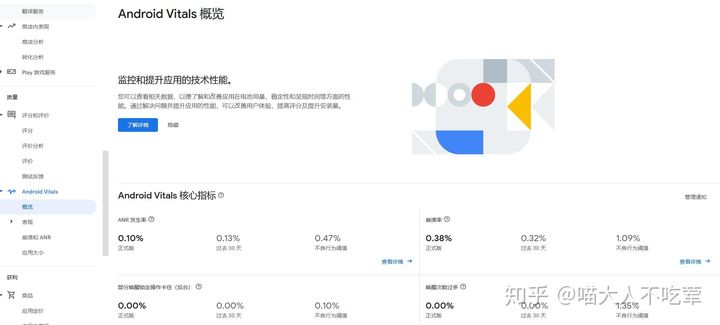 翻译服务
商店内表现
商店分析
转化分析
Play 游戏服务
质量
评分和评价
评分
评价分析
评价
测试反馈
Android Vitals
概览
表现
崩溃和 ANR
应用大小
获利
商品
应用定价
Android Vitals 概览
监控和提升应用的技术性能。
您可以查看相关数据，以便了解和改善应用在电池用量、稳定性和呈现时间等方面的性
能。通过解决问题并提升应用的性能，可以改善用户体验、提高评分及提升安装量。
了解详情
隐藏
Android Vitals 核心指标
管理通知
ANR 发生率
0.10%
0.13%
0.47%
正式版
过去 30 天
不良行为阈值
查看详情
崩溃率
0.38%
0.32%
1.09%
正式版
过去 30 天
不良行为阈值
查看详情
部分唤醒锁定操作卡住（后台）
0.00%
0.00%
0.10%
正式版
过去 30 天
不良行为阈值
唤醒次数过多
0.00%
0.00%
1.35%
正式版
过去 30 天
不良行为阈值
知乎 @喵大人不吃荤